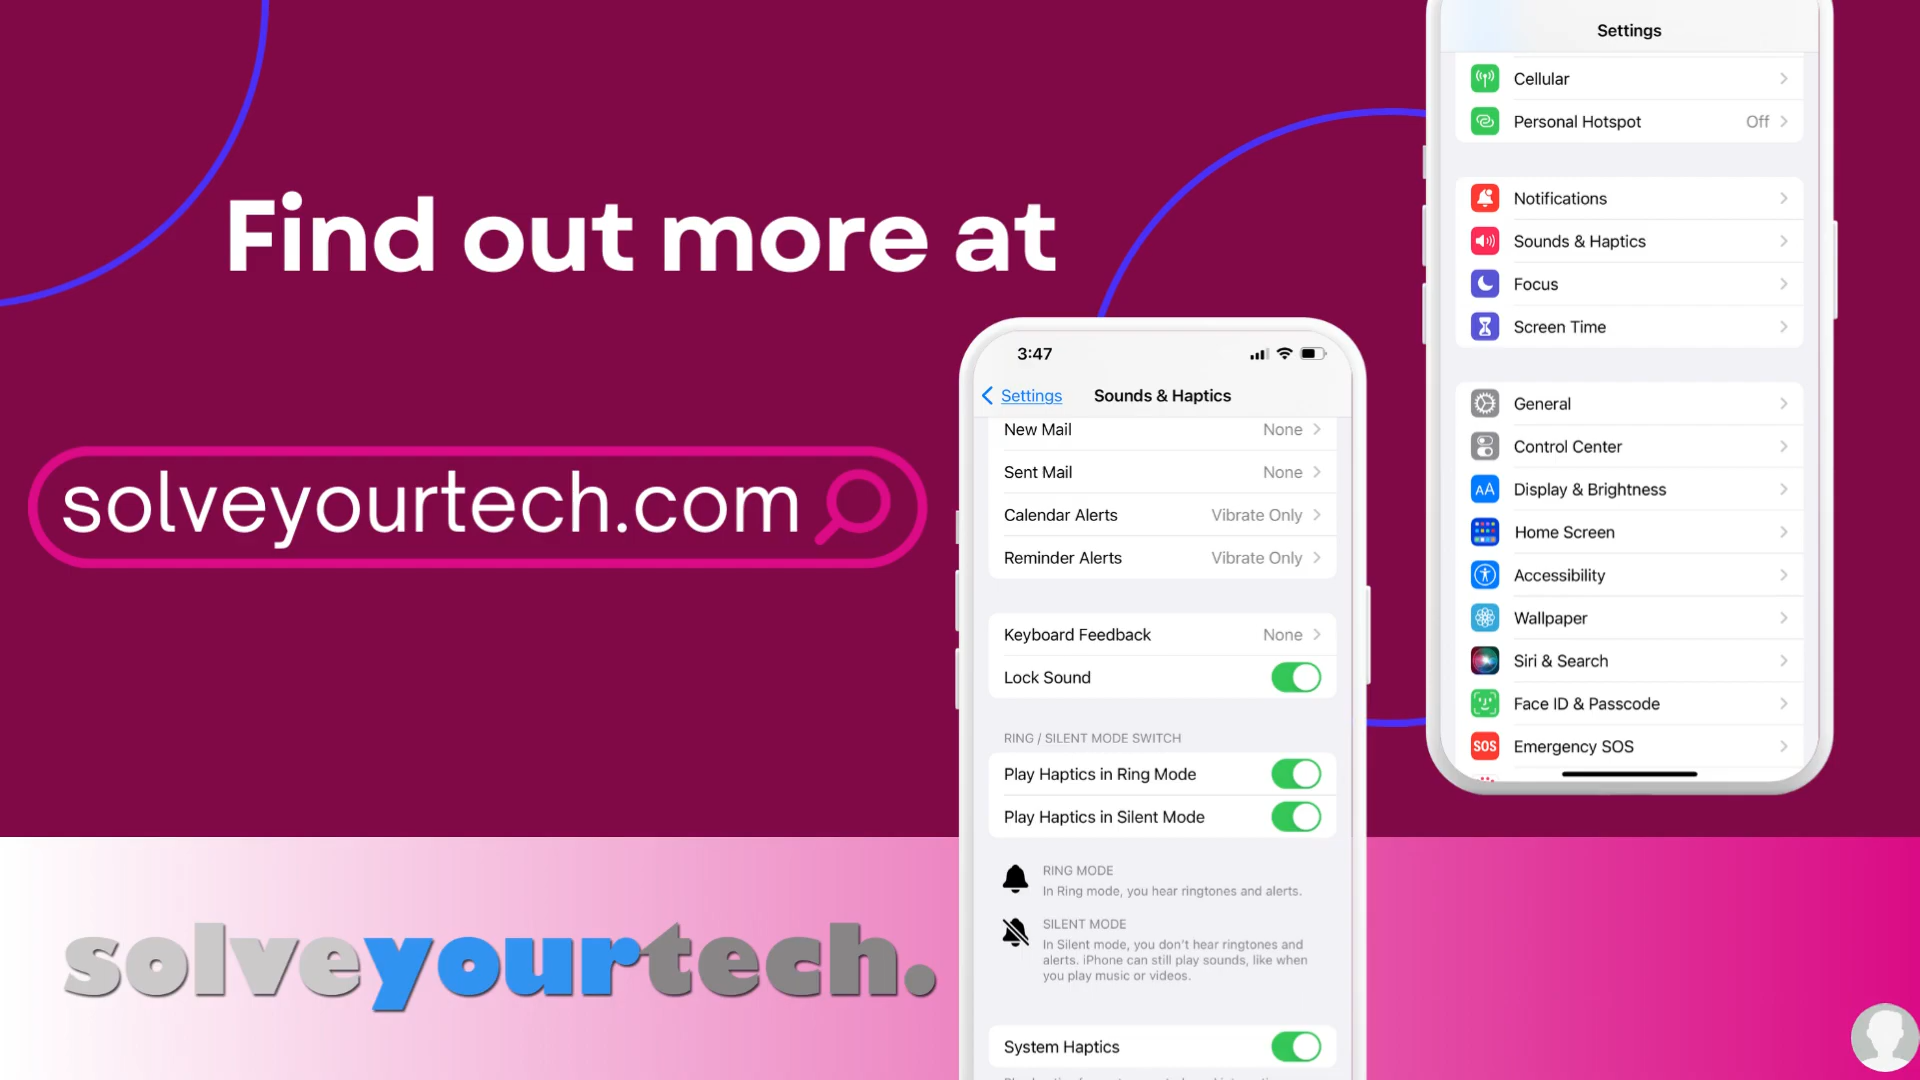 Find out more at
solveyourtech.com
solveyourtech.
3:47
Settings
Sounds & Haptics
New Mail
None
Sent Mail
None
Calendar Alerts
Vibrate Only
Reminder Alerts
Vibrate Only
Keyboard Feedback
None
Lock Sound
RING / SILENT MODE SWITCH
Play Haptics in Ring Mode
Play Haptics in Silent Mode
RING MODE
In Ring mode, you hear ringtones and alerts.
SILENT MODE
In Silent mode, you don't hear ringtones and
alerts. iPhone can still play sounds, like when
you play music or videos.
System Haptics
Settings
Cellular
Personal Hotspot
Off
Notifications
Sounds & Haptics
Focus
Screen Time
General
Control Center
AA
Display & Brightness
Home Screen
Accessibility
Wallpaper
Siri & Search
Face ID & Passcode
SOS
Emergency SOS